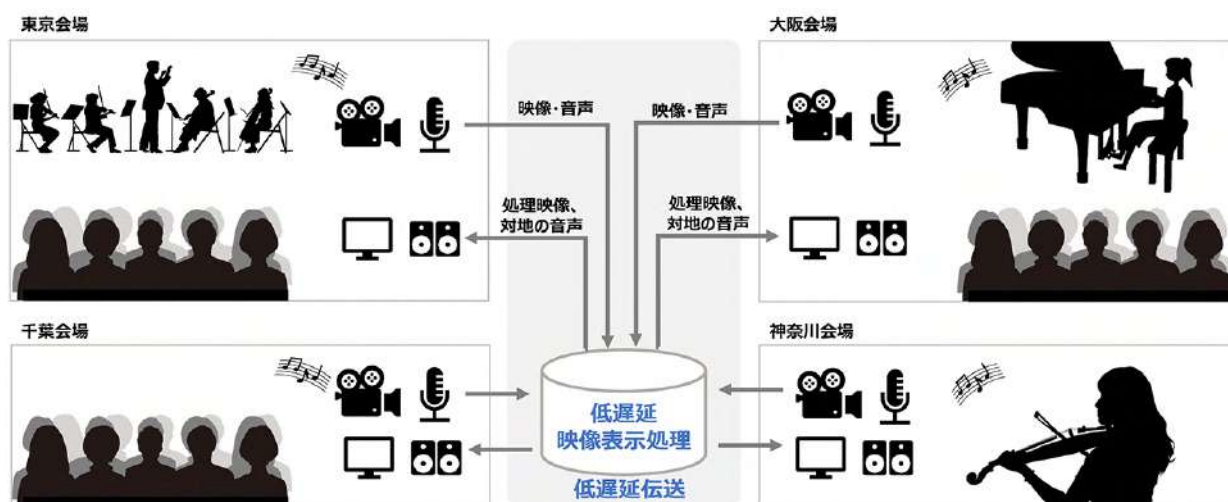 東京会場
大阪会場
映像・音声
映像・音声
処理映像、
対地の音声
処理映像、
対地の音声
千葉会場
神奈川会場
低遅延
映像表示処理
低遅延伝送